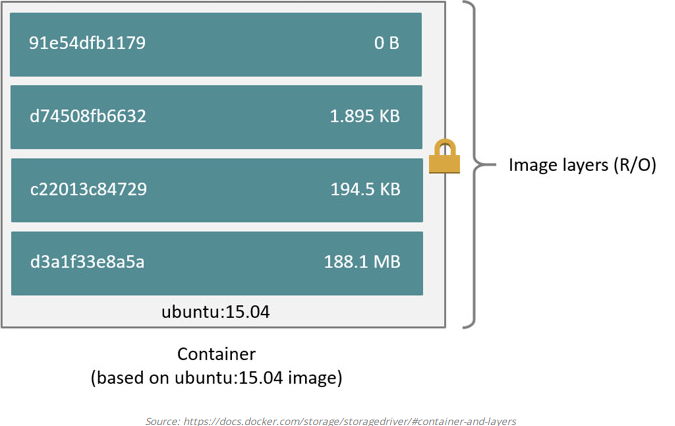 91e54dfb1179 0 B
d74508fb6632 1.895 KB
c22013c84729 194.5 KB
d3a1f33e8a5a 188.1 MB
ubuntu:15.04
Image layers (R/O)
Container
(based on ubuntu:15.04 image)
Source: https://docs.docker.com/storage/storagedriver/#container-and-layers